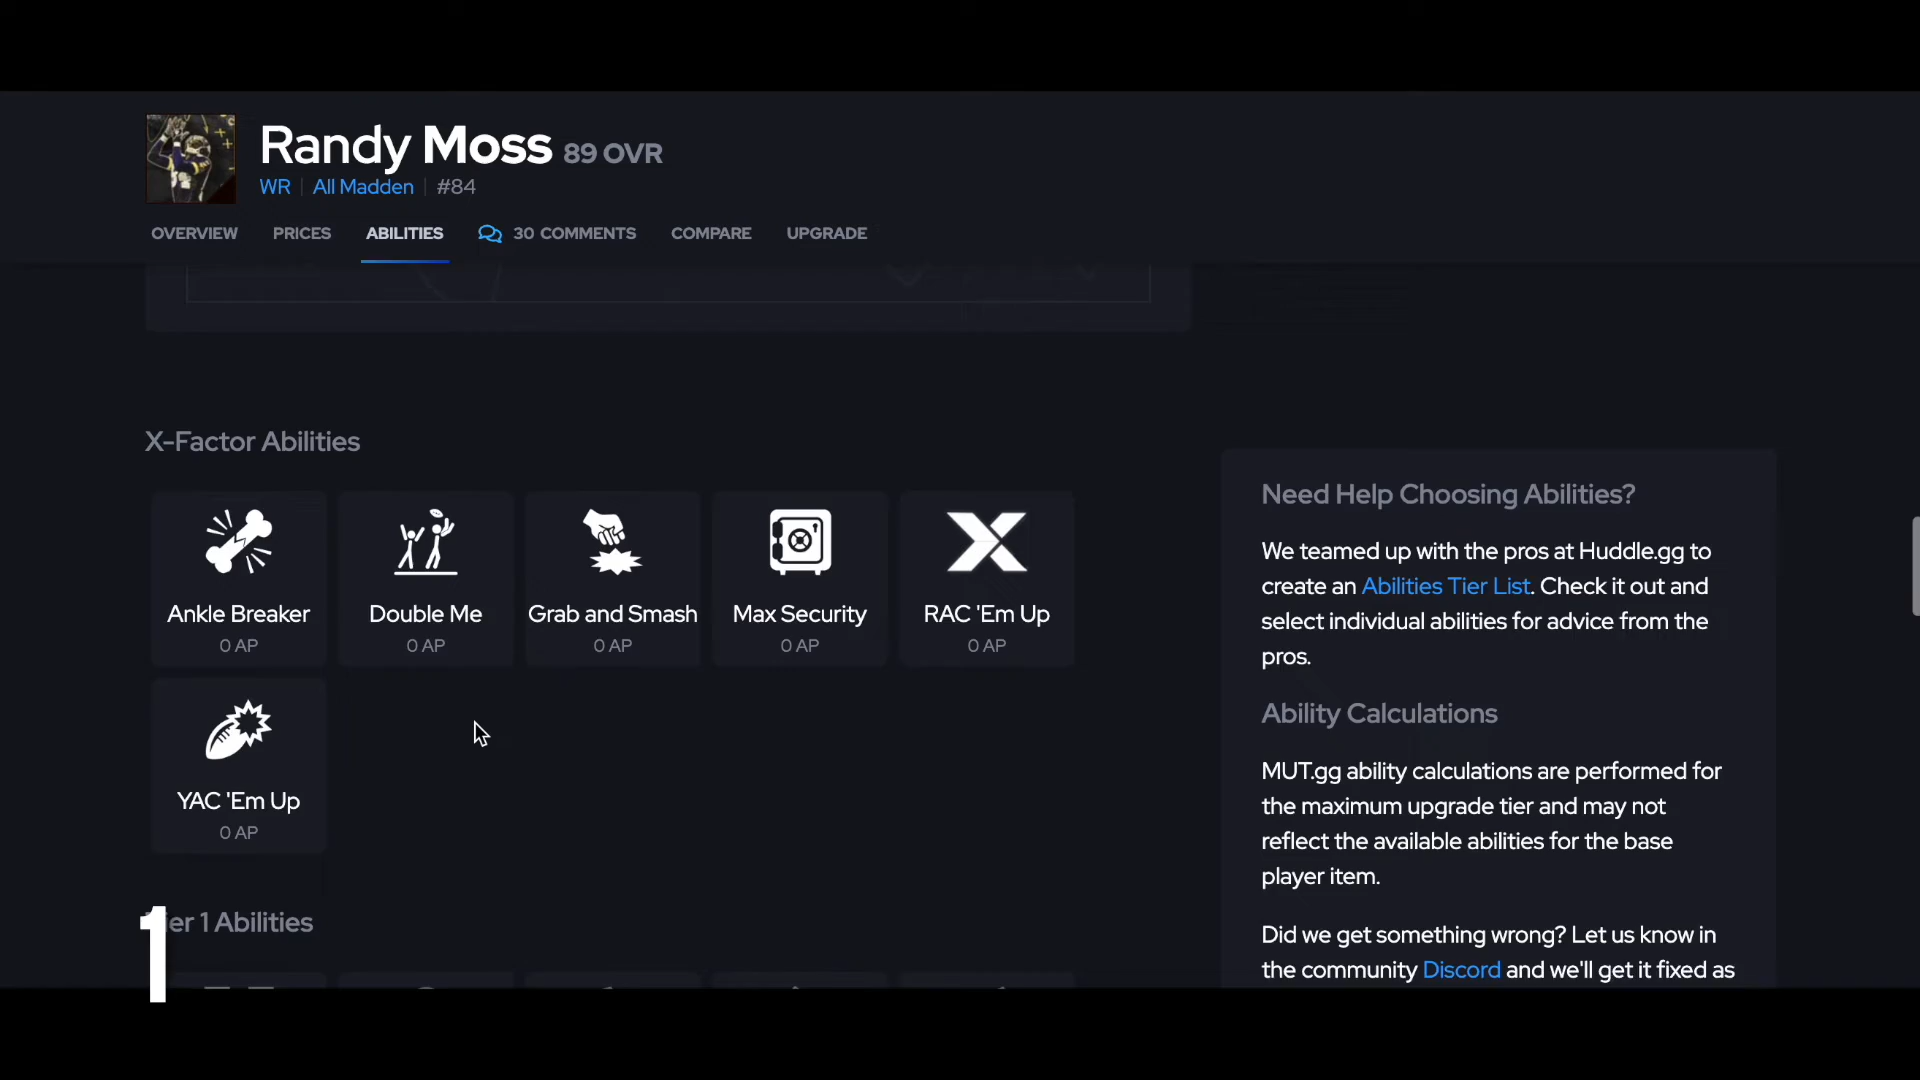 Randy Moss 89 OVR
WR | All Madden | #84
OVERVIEW PRICES ABILITIES 30 COMMENTS COMPARE UPGRADE
X-Factor Abilities
Ankle Breaker
0 AP
Double Me
0 AP
Grab and Smash
0 AP
Max Security
0 AP
RAC 'Em Up
0 AP
YAC 'Em Up
0 AP
1
ier 1 Abilities
Need Help Choosing Abilities?
We teamed up with the pros at Huddle.gg to
create an Abilities Tier List. Check it out and
select individual abilities for advice from the
pros.
Ability Calculations
MUT.gg ability calculations are performed for
the maximum upgrade tier and may not
reflect the available abilities for the base
player item.
Did we get something wrong? Let us know in
the community Discord and we'll get it fixed as